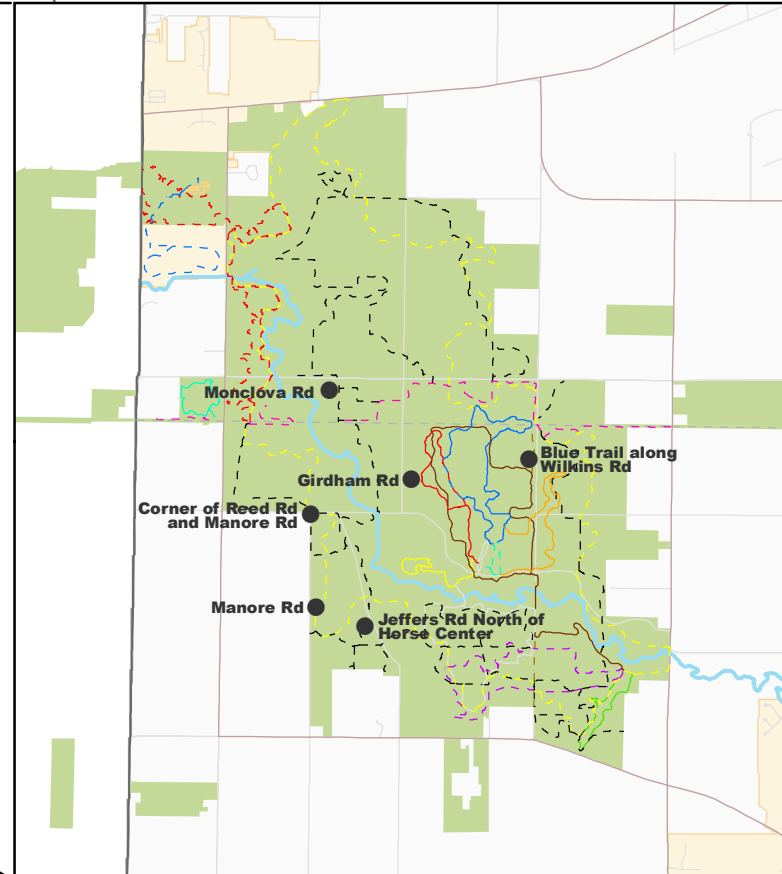 Monclova Rd
Blue Trail along
Wilkins Rd
Girdham Rd
Corner of Reed Rd
and Manore Rd
Manore Rd
Jeffers Rd North of
Horse Center